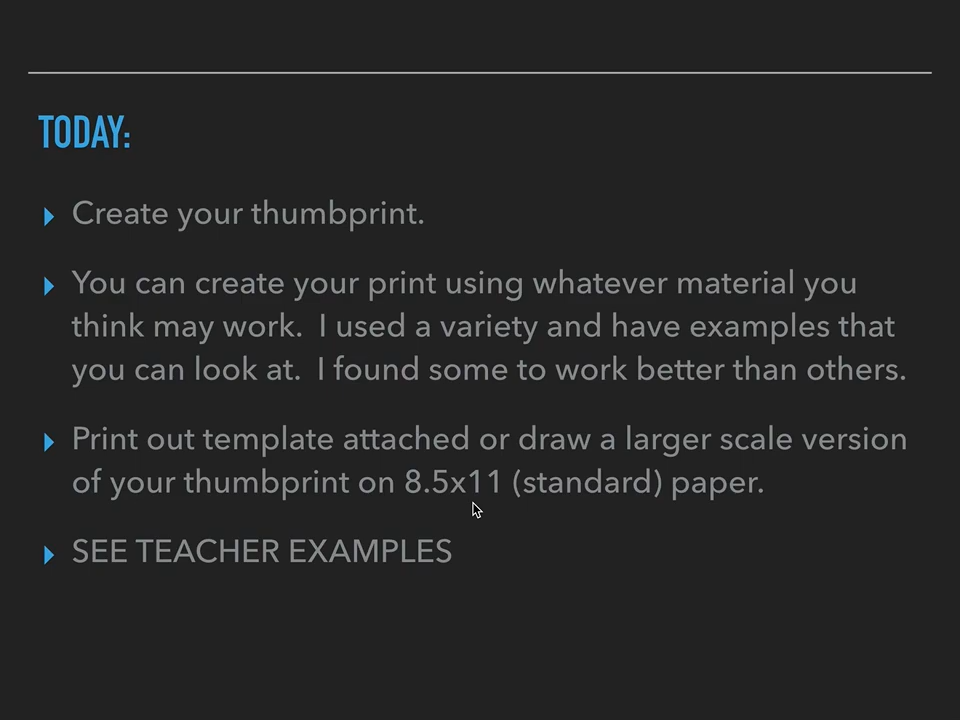 TODAY:
Create your thumbprint.
You can create your print using whatever material you
think may work.  I used a variety and have examples that
you can look at.  I found some to work better than others.
Print out template attached or draw a larger scale version
of your thumbprint on 8.5x11 (standard) paper.
SEE TEACHER EXAMPLES